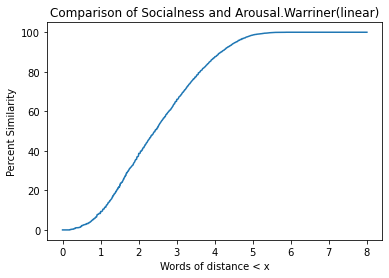 Comparison of Socialness and Arousal.Warriner(linear)
Percent Similarity
100
80
60
40
20
0
0 1 2 3 4 5 6 7 8
Words of distance < x